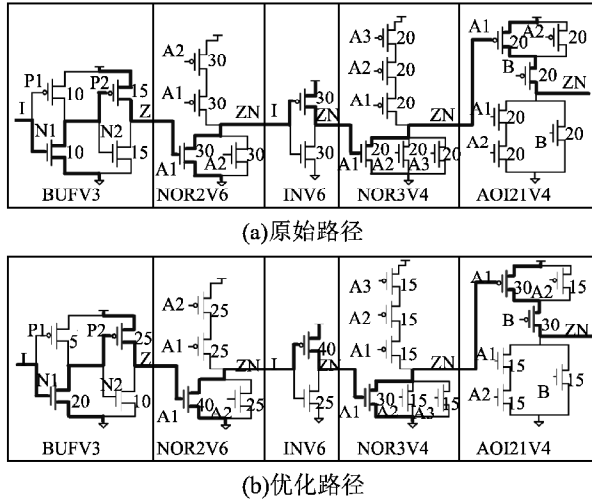 A1
A2
20
20
B
20
ZN
A1
20
A2
20
B
20
AOI21V4
A3
20
A2
20
A1
20
ZN
A1
20
A2
20
A3
20
NOR3V4
I
30
ZN
30
INV6
A2
30
A1
30
ZN
A1
30
A2
30
NOR2V6
P1
10
P2
15
I
N1
10
N2
15
Z
BUFV3
(a)原始路径
P1
5
P2
25
I
N1
20
N2
10
Z
BUFV3
A2
25
A1
25
ZN
A1
40
A2
25
NOR2V6
I
40
ZN
25
INV6
A3
15
A2
15
A1
15
ZN
A1
30
A2
15
A3
15
NOR3V4
A1
30
A2
15
B
30
ZN
A1
15
A2
15
B
15
AOI21V4
(b)优化路径